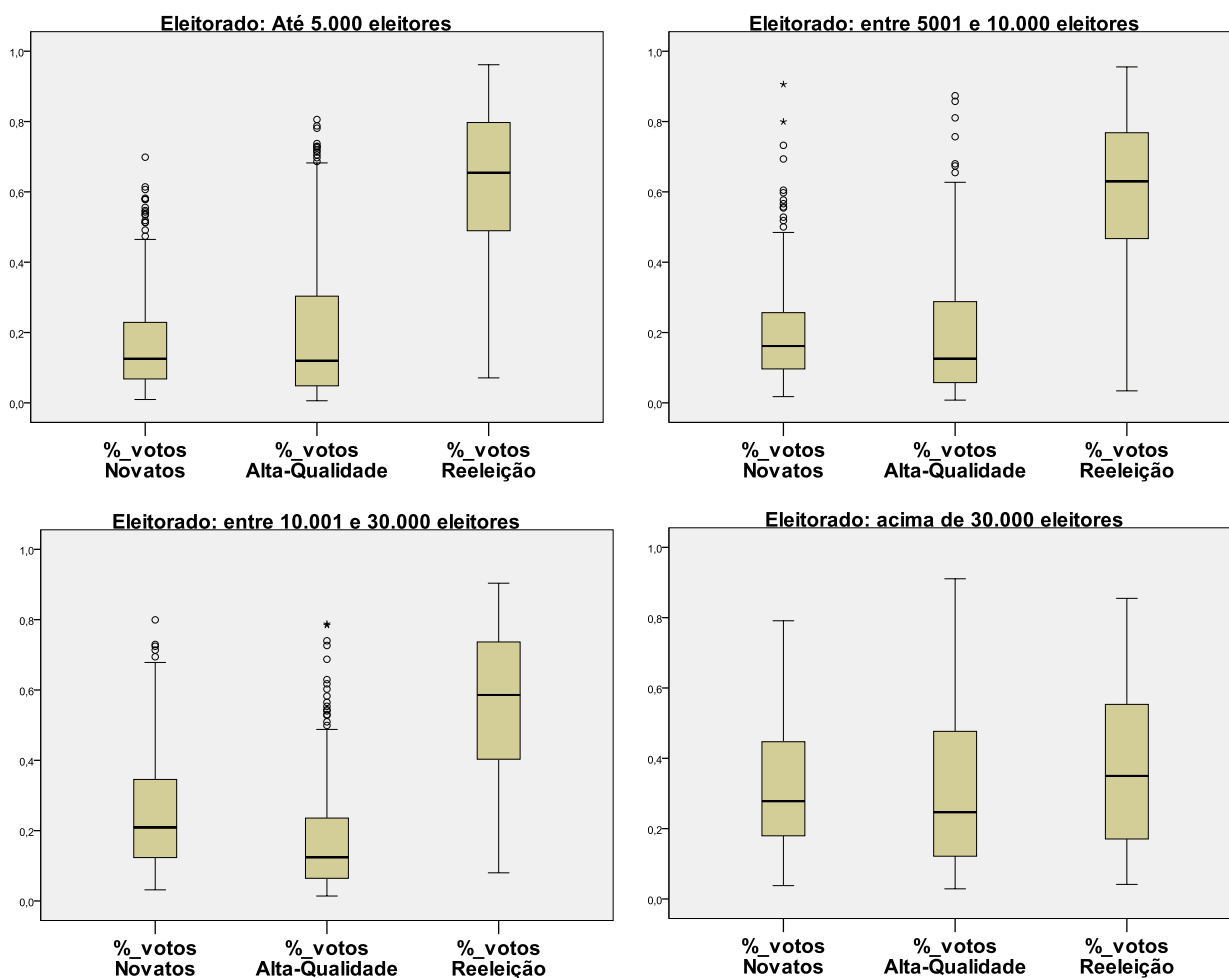 Eleitorado: Até 5.000 eleitores
1,0
0,8
0,6
0,4
0,2
0,0
%_votos
Novatos
%_votos
Alta-Qualidade
%_votos
Reeleição
Eleitorado: entre 5001 e 10.000 eleitores
1,0
0,8
0,6
0,4
0,2
0,0
%_votos
Novatos
%_votos
Alta-Qualidade
%_votos
Reeleição
Eleitorado: entre 10.001 e 30.000 eleitores
1,0
0,8
0,6
0,4
0,2
0,0
%_votos
Novatos
%_votos
Alta-Qualidade
%_votos
Reeleição
Eleitorado: acima de 30.000 eleitores
1,0
0,8
0,6
0,4
0,2
0,0
%_votos
Novatos
%_votos
Alta-Qualidade
%_votos
Reeleição